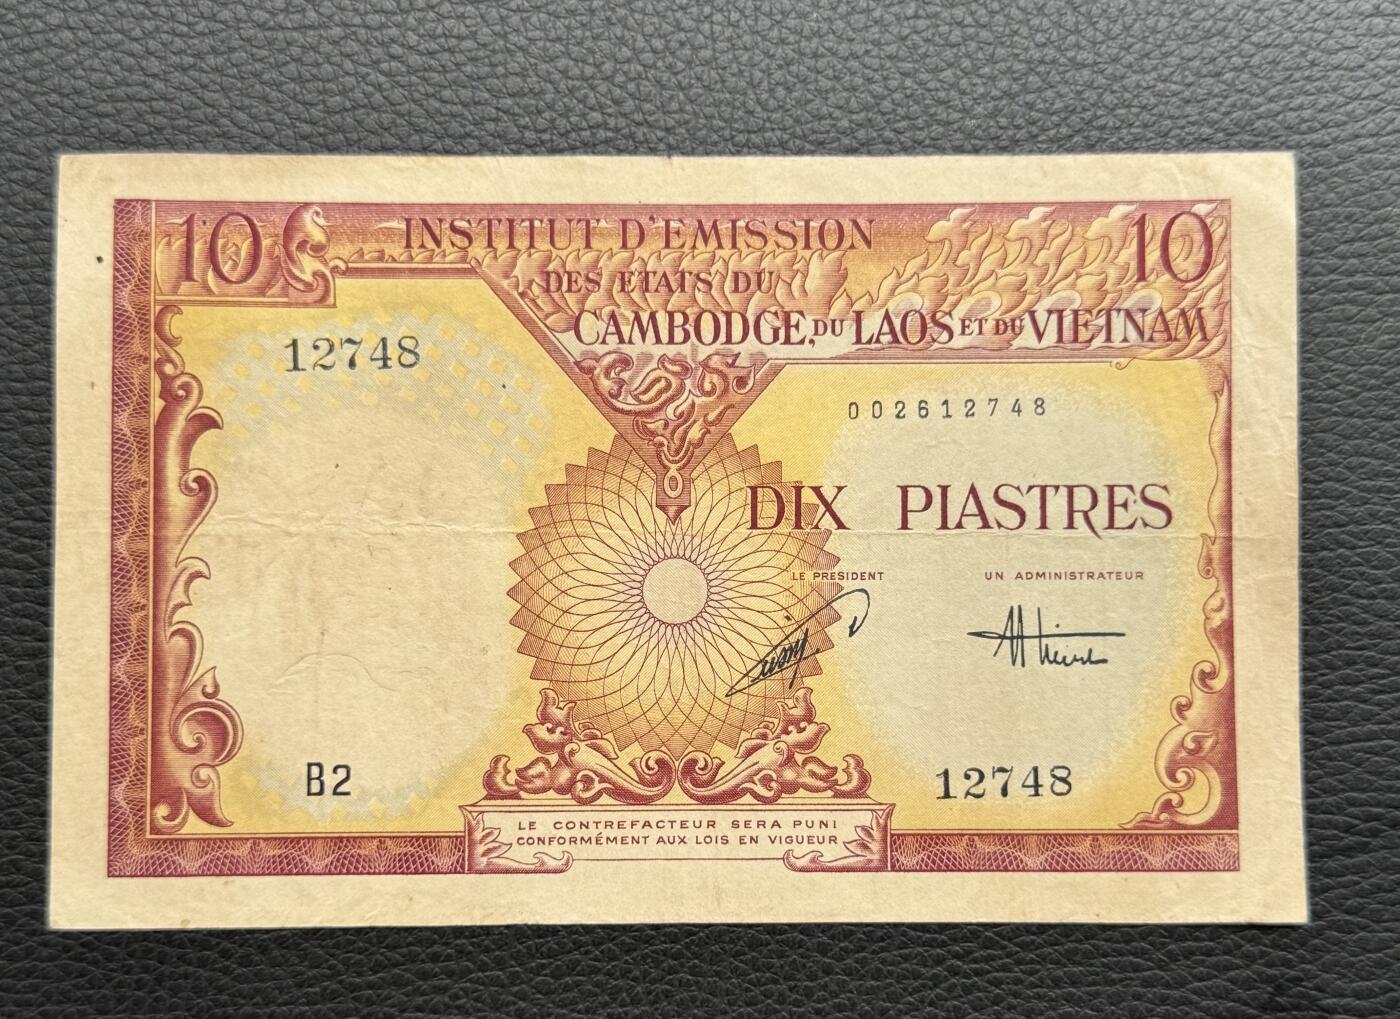 10 INSTITUT D'EMISSION 10
DES ETATS DU
CAMBODGE, DU LAOS ET DU VIETNAM
12748
002612748
DIX PIASTRES
LE PRESIDENT UN ADMINISTRATEUR
B2 12748
LE CONTREFACTEUR SERA PUNI
CONFORMÉMENT AUX LOIS EN VIGUEUR